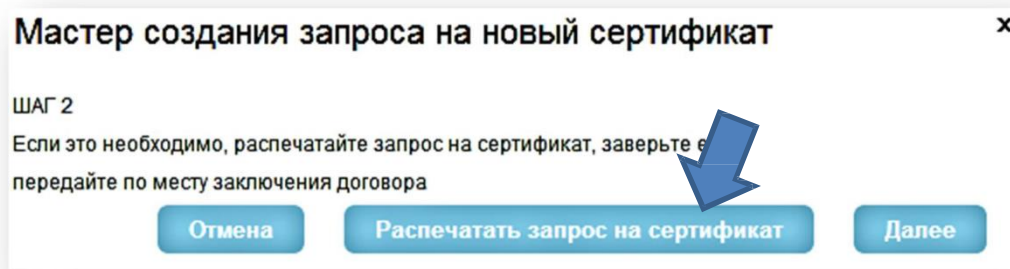 Мастер создания запроса на новый сертификат x
ШАГ 2
Если это необходимо, распечатайте запрос на сертификат, заверьте
передайте по месту заключения договора
Отмена Распечатать запрос на сертификат Далее